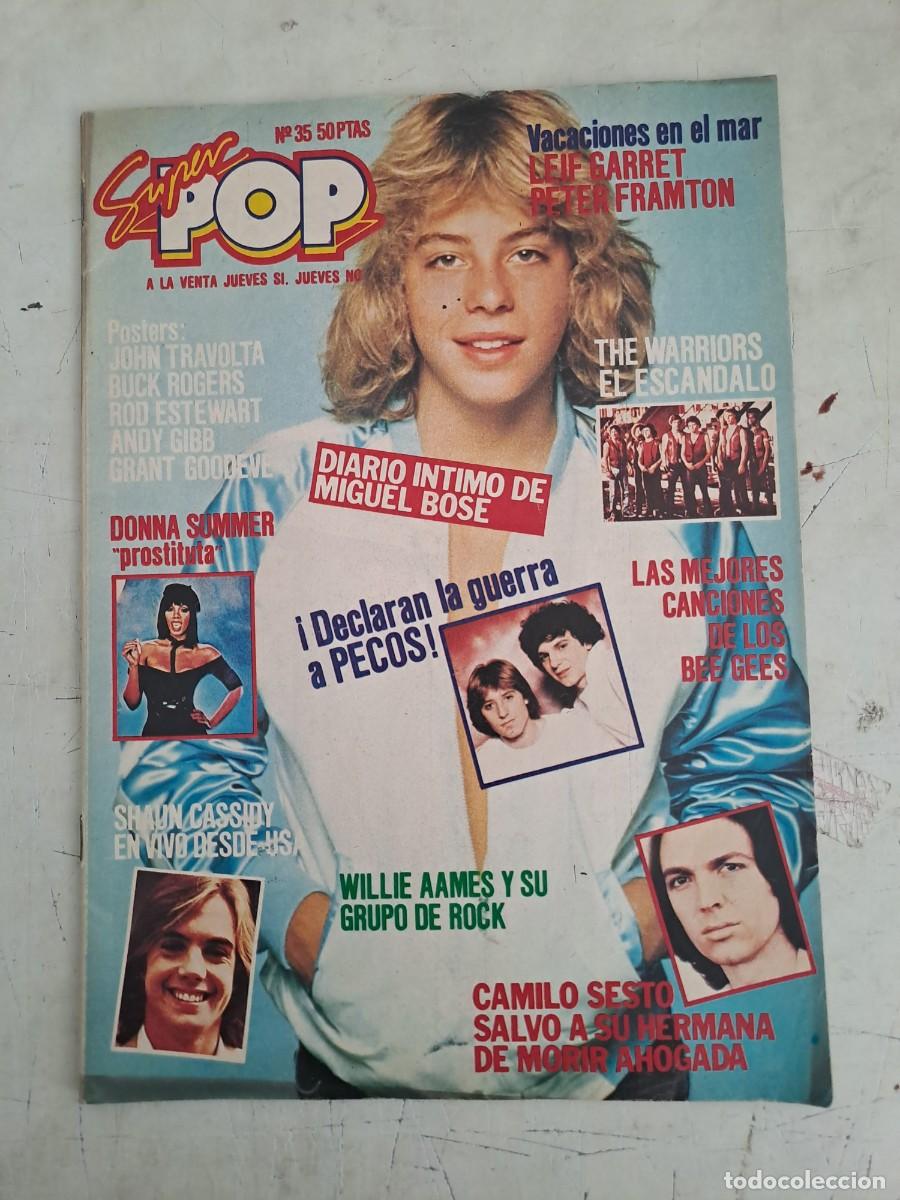 Nº 35 50 PTAS
Super
POP
A LA VENTA JUEVES SI. JUEVES NO
Vacaciones en el mar
LEIF GARRET
PETER FRAMTON
Posters:
JOHN TRAVOLTA
BUCK ROGERS
ROD ESTEWART
ANDY GIBB
GRANT GOODEVE
THE WARRIORS
EL ESCANDALO
DIARIO INTIMO DE
MIGUEL BOSE
DONNA SUMMER
"prostituta"
¡Declaran la guerra
a PECOS!
LAS MEJORES
CANCIONES
DE LOS
BEE GEES
SHAUN CASSIDY
EN VIVO DESDE USA
WILLIE AAMES Y SU
GRUPO DE ROCK
CAMILO SESTO
SALVO A SU HERMANA
DE MORIR AHOGADA
todocoleccion